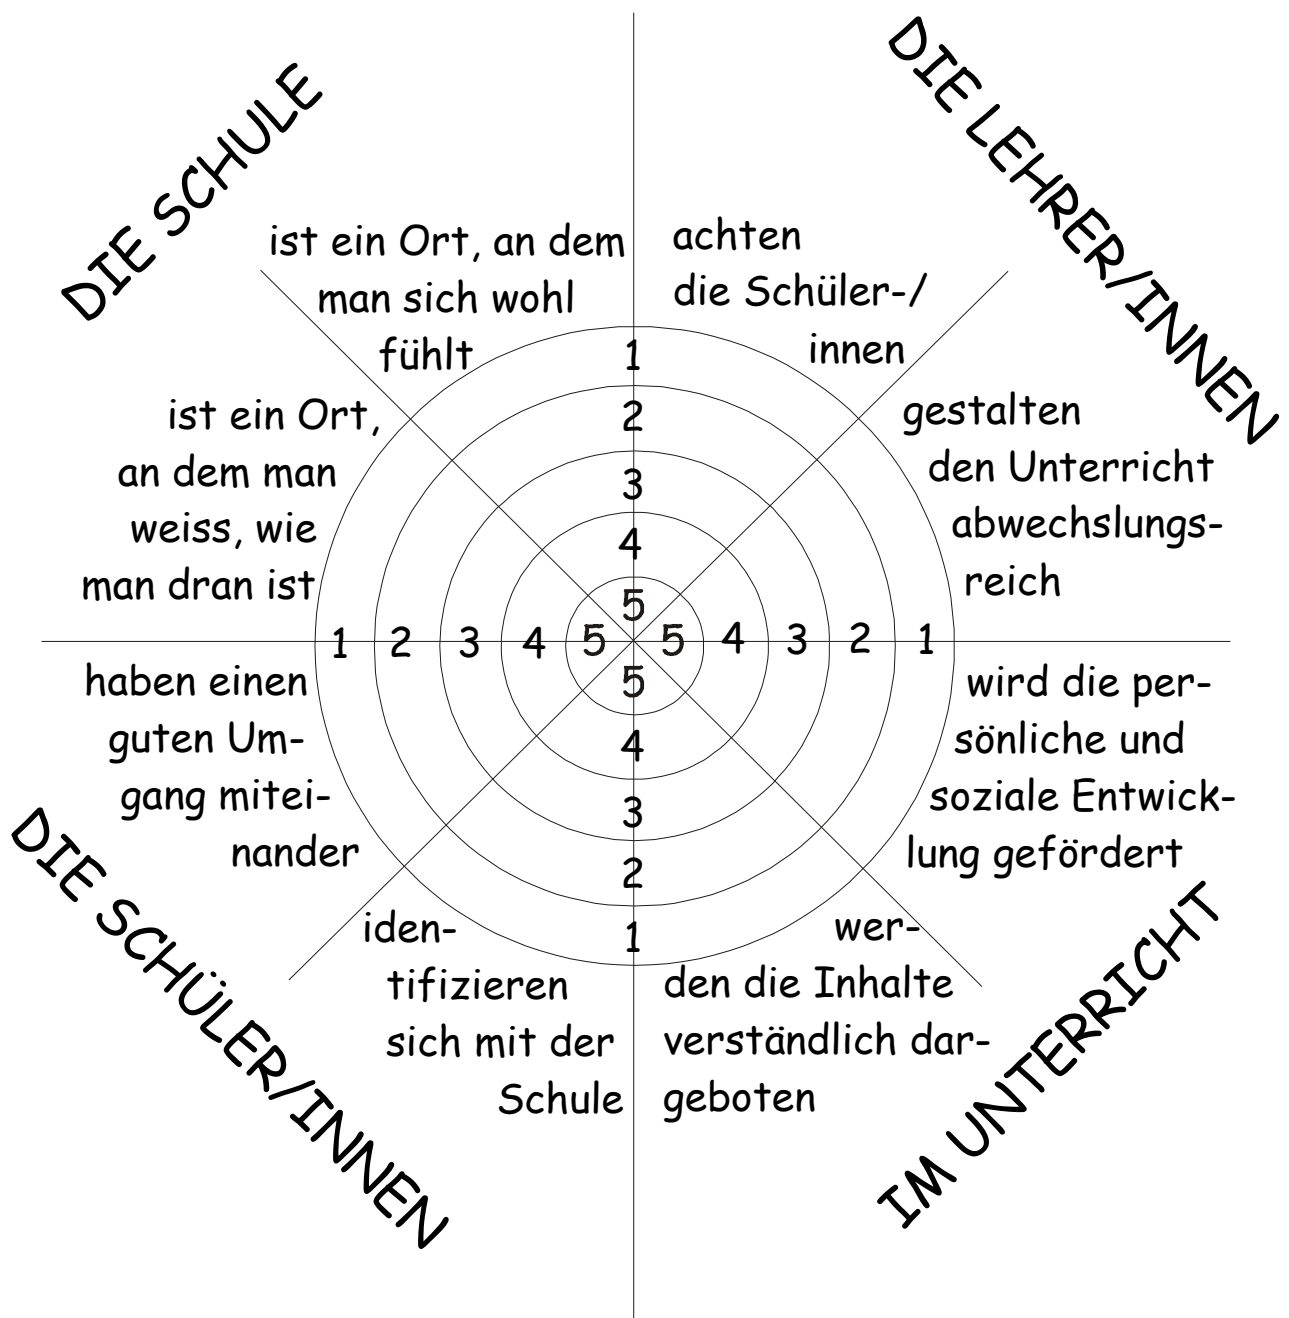 DIE SCHULE
DIE LEHRER/INNEN
ist ein Ort, an dem
man sich wohl
fühlt
achten
die Schüler-/
innen
ist ein Ort,
an dem man
weiss, wie
man dran ist
gestalten
den Unterricht
abwechslungs-
reich
1
2
3
4
5
1 2 3 4 5 5 4 3 2 1
5
4
3
2
1
haben einen
guten Um-
gang mitei-
nander
wird die per-
sönliche und
soziale Entwick-
lung gefördert
iden-
tifizieren
sich mit der
Schule
wer-
den die Inhalte
verständlich dar-
geboten
DIE SCHÜLER/INNEN
IM UNTERRICHT